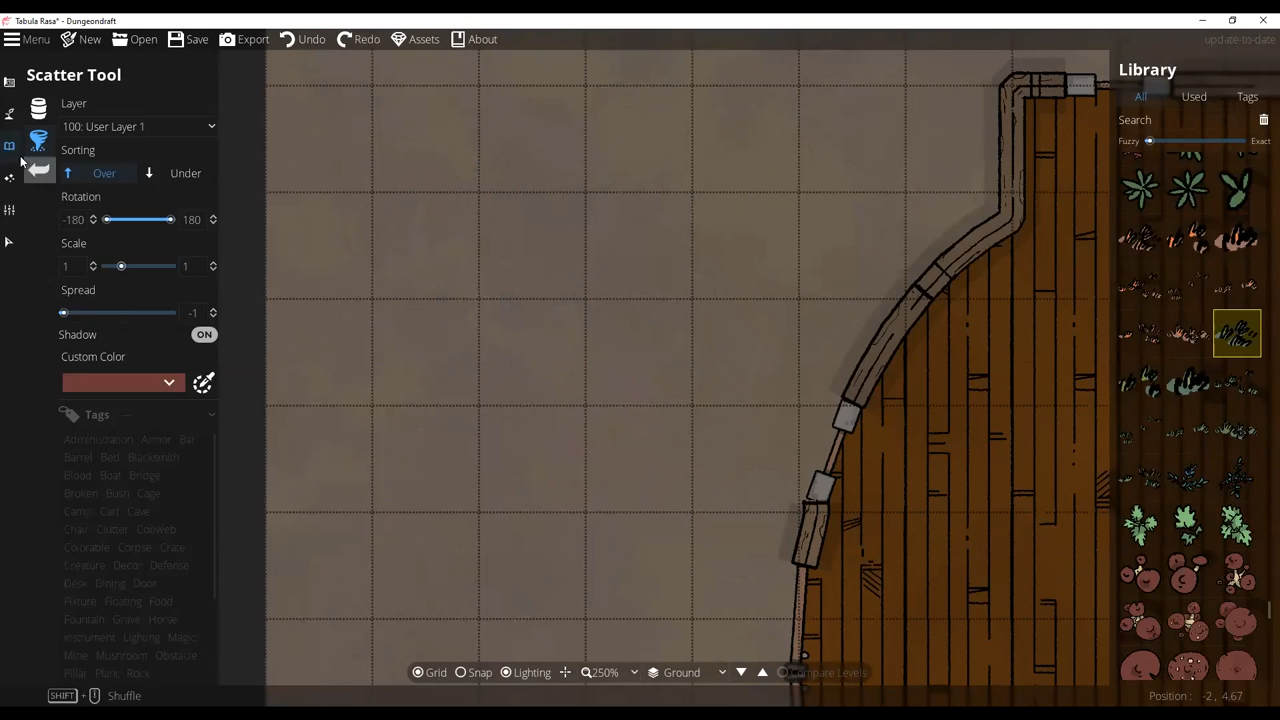 Tabula Rasa* - Dungeondraft
Menu New Open Save Export Undo Redo Assets About update-to-date
Scatter Tool
Layer
100: User Layer 1
Sorting
Over Under
Rotation
-180 180
Scale
1 1
Spread
-1
Shadow ON
Custom Color
Tags
Administration Armor Bar
Barrel Bed Blacksmith
Blood Boat Bridge
Broken Bush Cage
Camp Cart Cave
Chair Clutter Cobweb
Colorable Corpse Crate
Creature Decor Defense
Desk Dining Door
Fixture Floating Food
Fountain Grave Horse
Instrument Lighting Magic
Mine Mushroom Obstacle
Pillar Plant Rock
SHIFT + Shuffle
Grid Snap Lighting 250% Ground Compare Levels
Library
All Used Tags
Search
Fuzzy Exact
Position : -2, 4.67